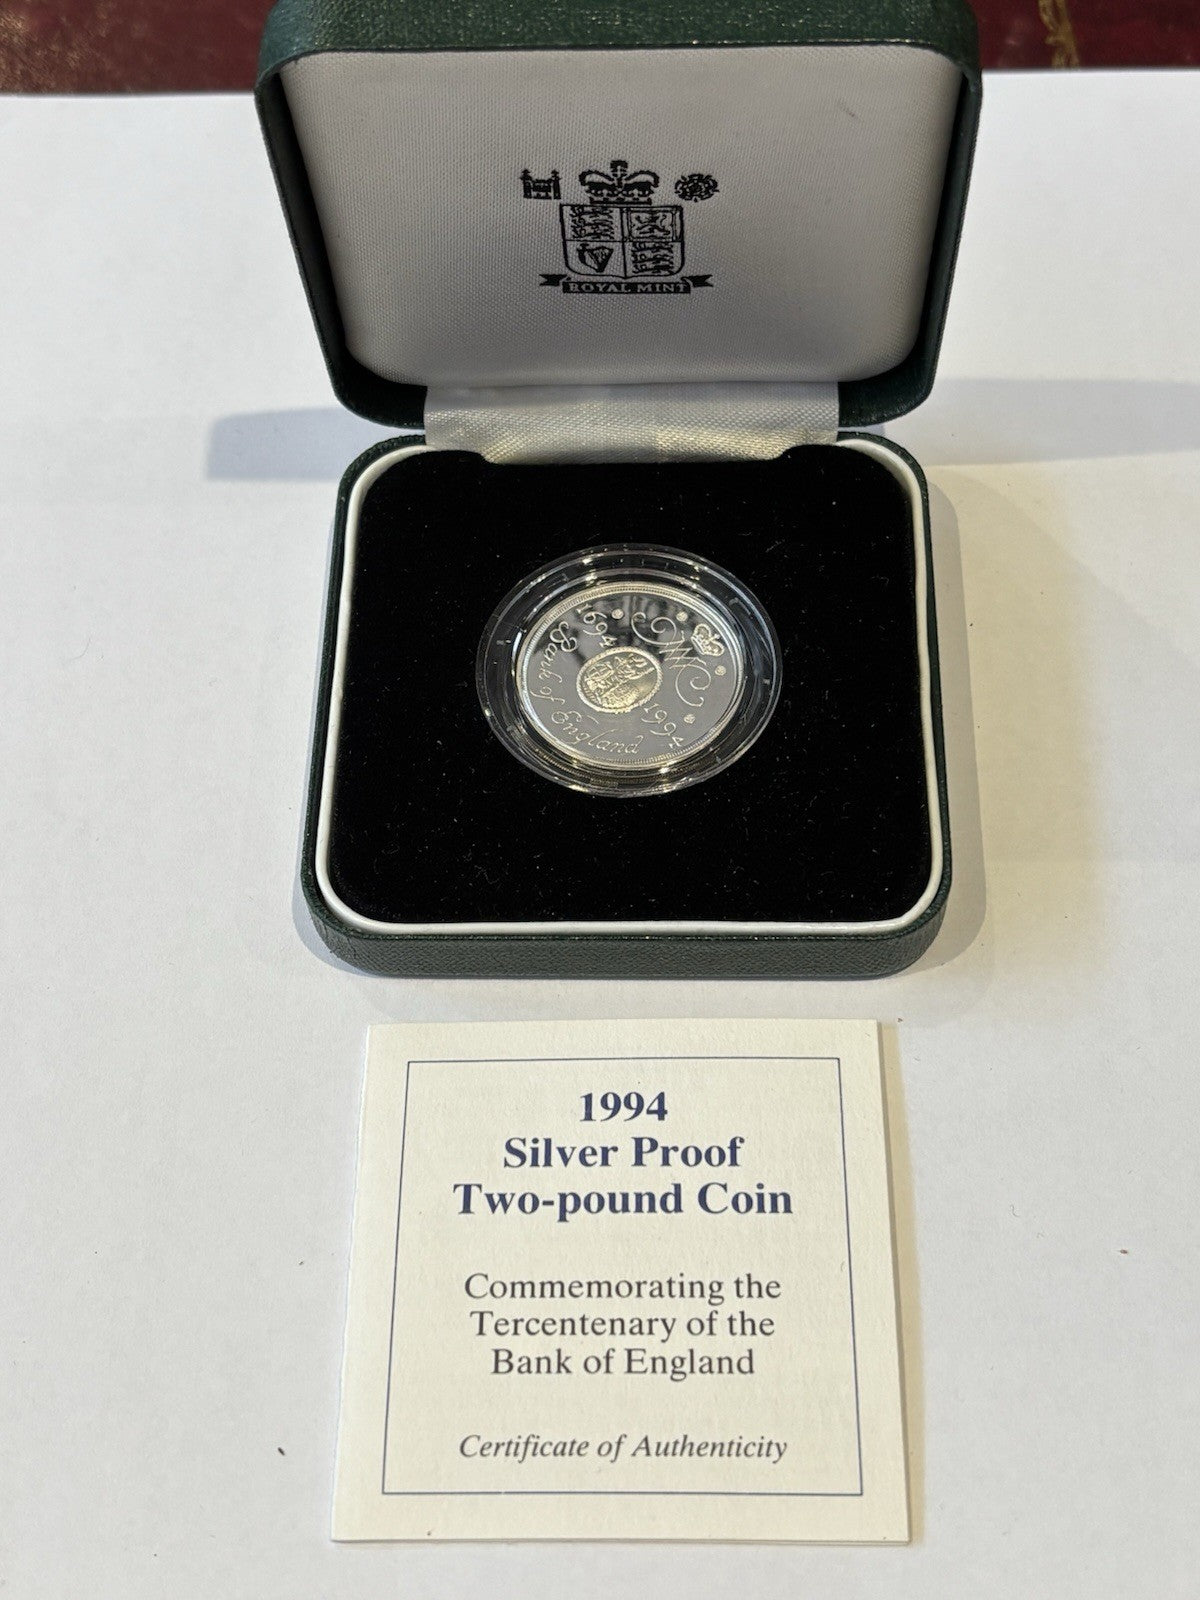 ROYAL MINT
1694
WM
1994
Bank of England
1994
Silver Proof
Two-pound Coin
Commemorating the
Tercentenary of the
Bank of England
Certificate of Authenticity